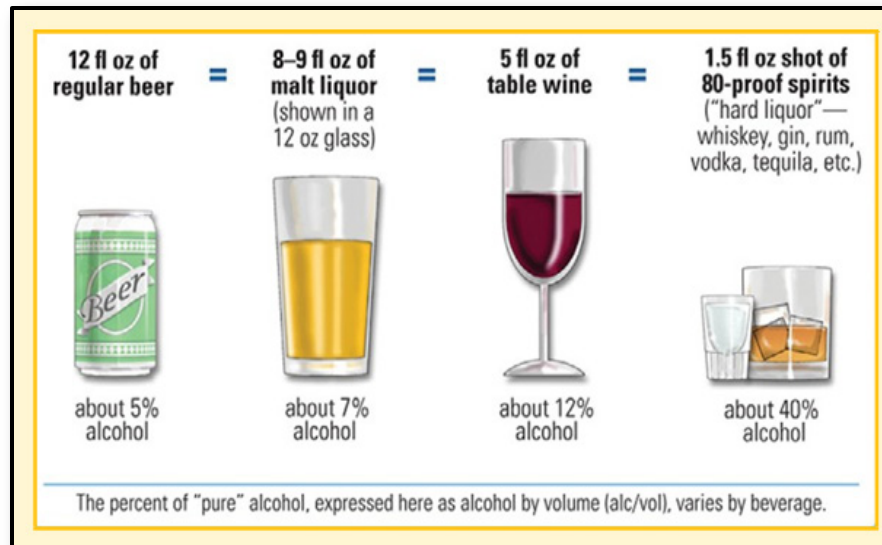 12 fl oz of
regular beer
=
8–9 fl oz of
malt liquor
(shown in a
12 oz glass)
=
5 fl oz of
table wine
=
1.5 fl oz shot of
80-proof spirits
("hard liquor"—
whiskey, gin, rum,
vodka, tequila, etc.)
Beer
about 5%
alcohol
about 7%
alcohol
about 12%
alcohol
about 40%
alcohol
The percent of "pure" alcohol, expressed here as alcohol by volume (alc/vol), varies by beverage.